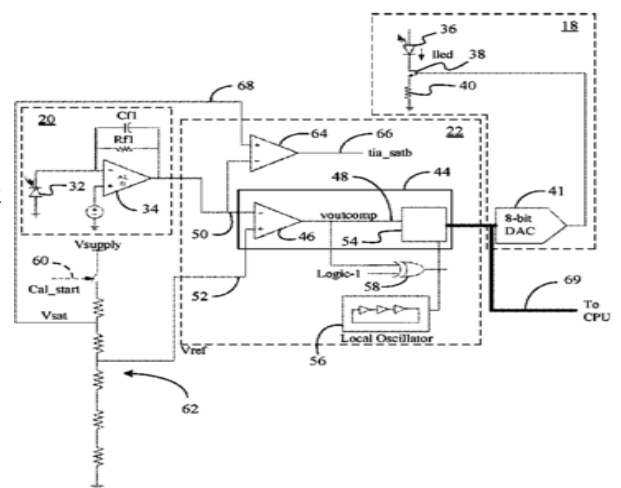 18
36
Iled
38
40
68
20
Cf1
Rf1
32
34
22
64
66
tia_satb
44
48
voutcomp
54
46
50
52
41
8-bit
DAC
Vsupply
60
Cal_start
Logic-1
58
69
To
CPU
Vsat
56
Local Oscillator
Vref
62